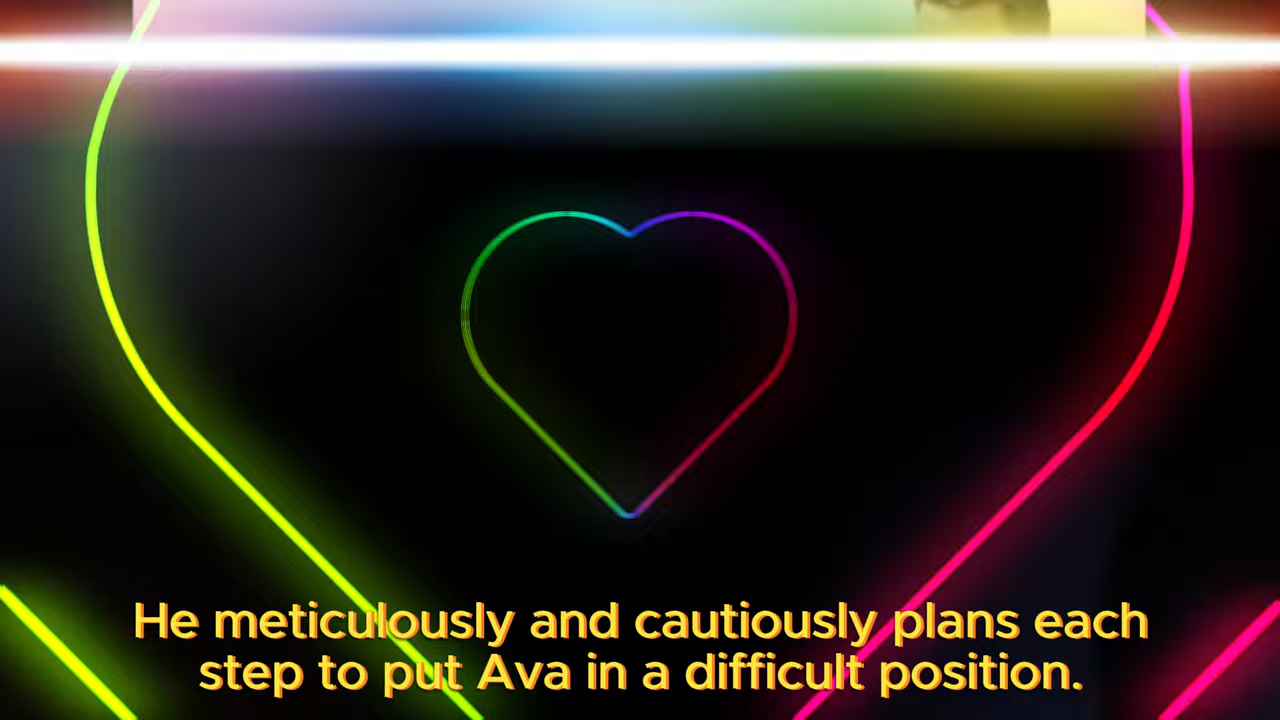 He meticulously and cautiously plans each
step to put Ava in a difficult position.